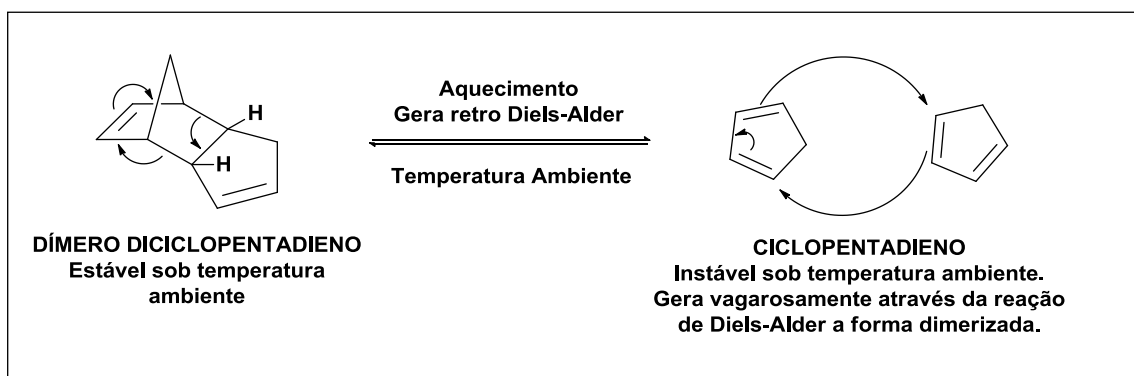 H
H
Aquecimento
Gera retro Diels-Alder
Temperatura Ambiente
DÍMERO DICICLOPENTADIENO
Estável sob temperatura
ambiente
CICLOPENTADIENO
Instável sob temperatura ambiente.
Gera vagarosamente através da reação
de Diels-Alder a forma dimerizada.